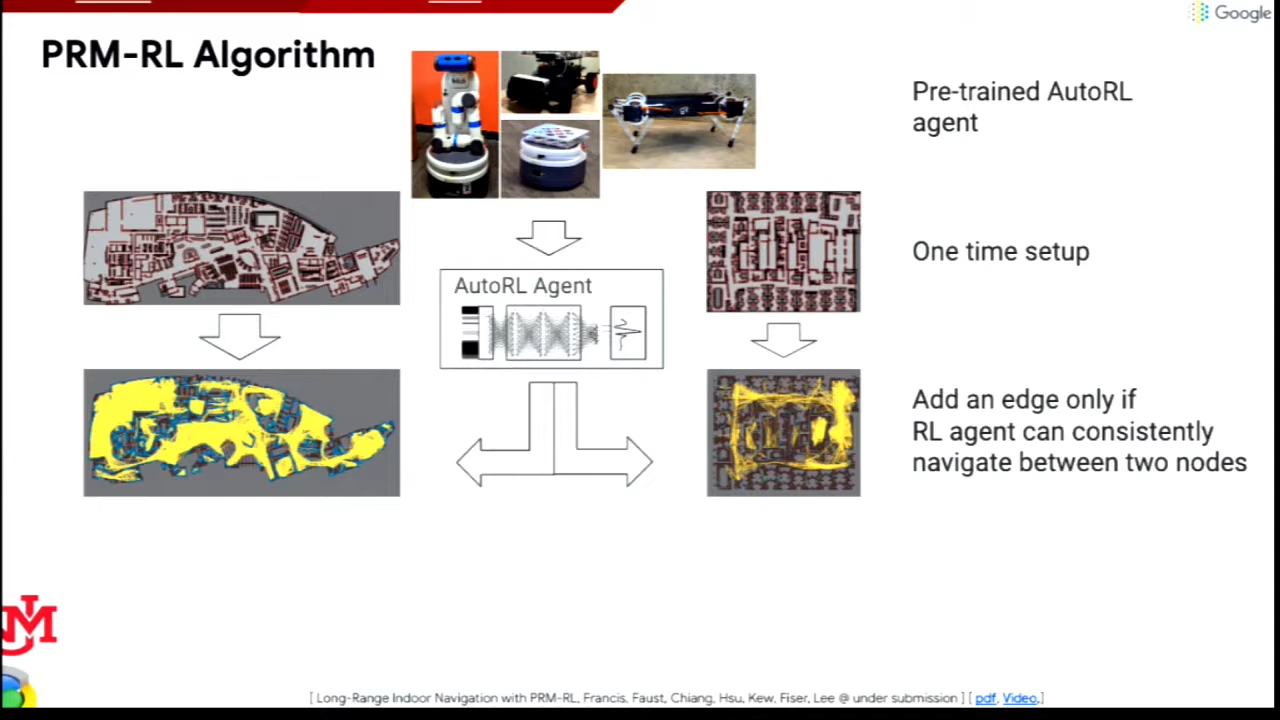 Google
PRM-RL Algorithm
Pre-trained AutoRL
agent
One time setup
AutoRL Agent
Add an edge only if
RL agent can consistently
navigate between two nodes
[ Long-Range Indoor Navigation with PRM-RL, Francis, Faust, Chiang, Hsu, Kew, Fiser, Lee @ under submission ] [ pdf, Video,]